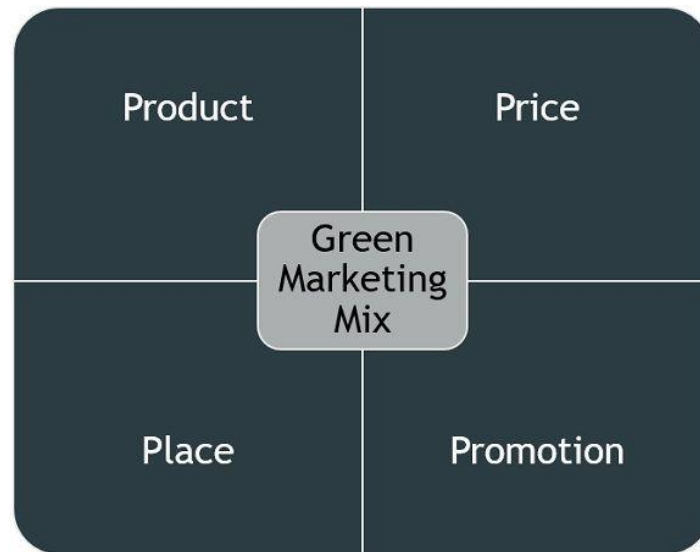 Product
Price
Green
Marketing
Mix
Place
Promotion